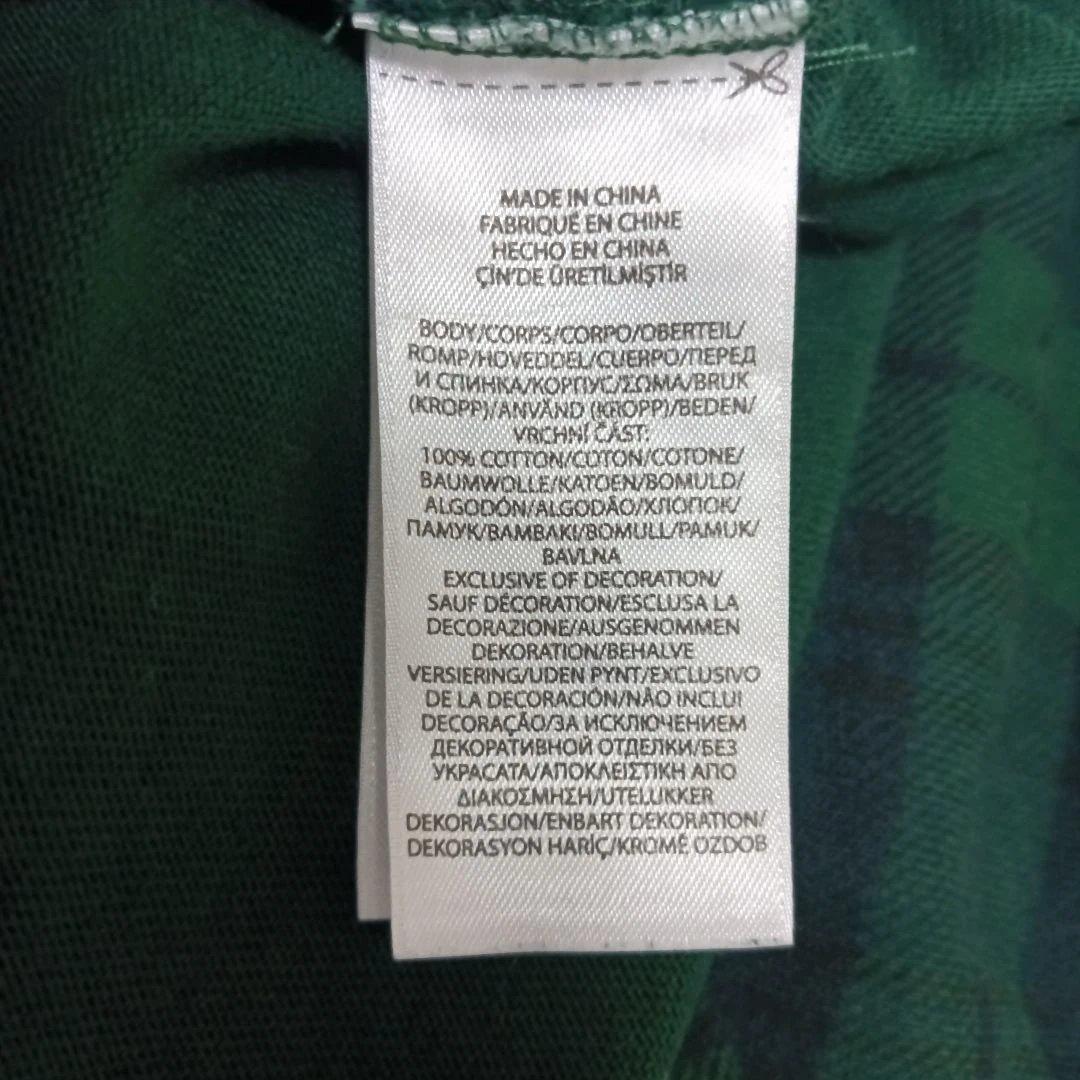 MADE IN CHINA
FABRIQUÉ EN CHINE
HECHO EN CHINA
ÇİN'DE ÜRETİLMİŞTİR
BODY/CORPS/CORPO/OBERTEIL/
ROMP/HOVEDDEL/CUERPO/ПЕРЕД
И СПИНКА/КОРПУС/ΣΩΜΑ/BRUK
(KROPP)/ANVÄND (KROPP)/BEDEN/
VRCHNÍ ČÁST:
100% COTTON/COTON/COTONE/
BAUMWOLLE/KATOEN/BOMULD/
ALGODÓN/ALGODÃO/ХЛОПОК/
ПАМУК/ΒΑΜΒΑΚΙ/BOMULL/PAMUK/
BAVLNA
EXCLUSIVE OF DECORATION/
SAUF DÉCORATION/ESCLUSA LA
DECORAZIONE/AUSGENOMMEN
DEKORATION/BEHALVE
VERSIERING/UDEN PYNT/EXCLUSIVO
DE LA DECORACIÓN/NÃO INCLUI
DECORAÇÃO/ЗА ИСКЛЮЧЕНИЕМ
ДЕКОРАТИВНОЙ ОТДЕЛКИ/БЕЗ
УКРАСАТА/ΑΠΟΚΛΕΙΣΤΙΚΗ ΑΠΟ
ΔΙΑΚΟΣΜΗΣΗ/UTELUKKER
DEKORASJON/ENBART DEKORATION/
DEKORASYON HARİÇ/KROMĚ OZDOB